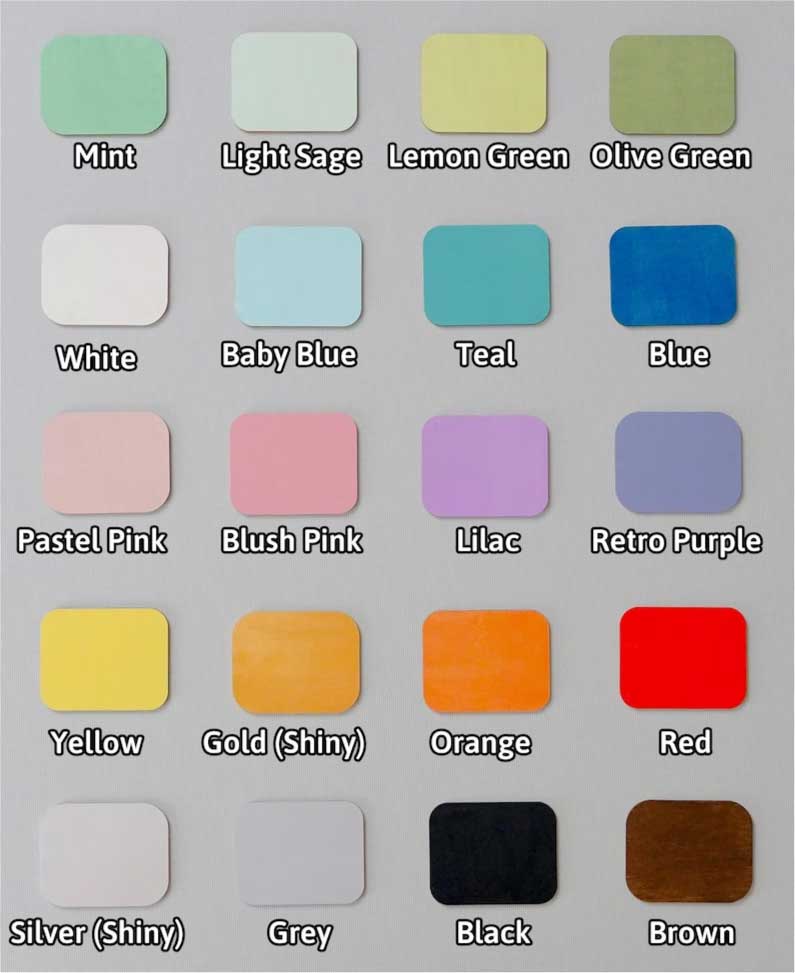 Mint
Light Sage
Lemon Green
Olive Green
White
Baby Blue
Teal
Blue
Pastel Pink
Blush Pink
Lilac
Retro Purple
Yellow
Gold (Shiny)
Orange
Red
Silver (Shiny)
Grey
Black
Brown